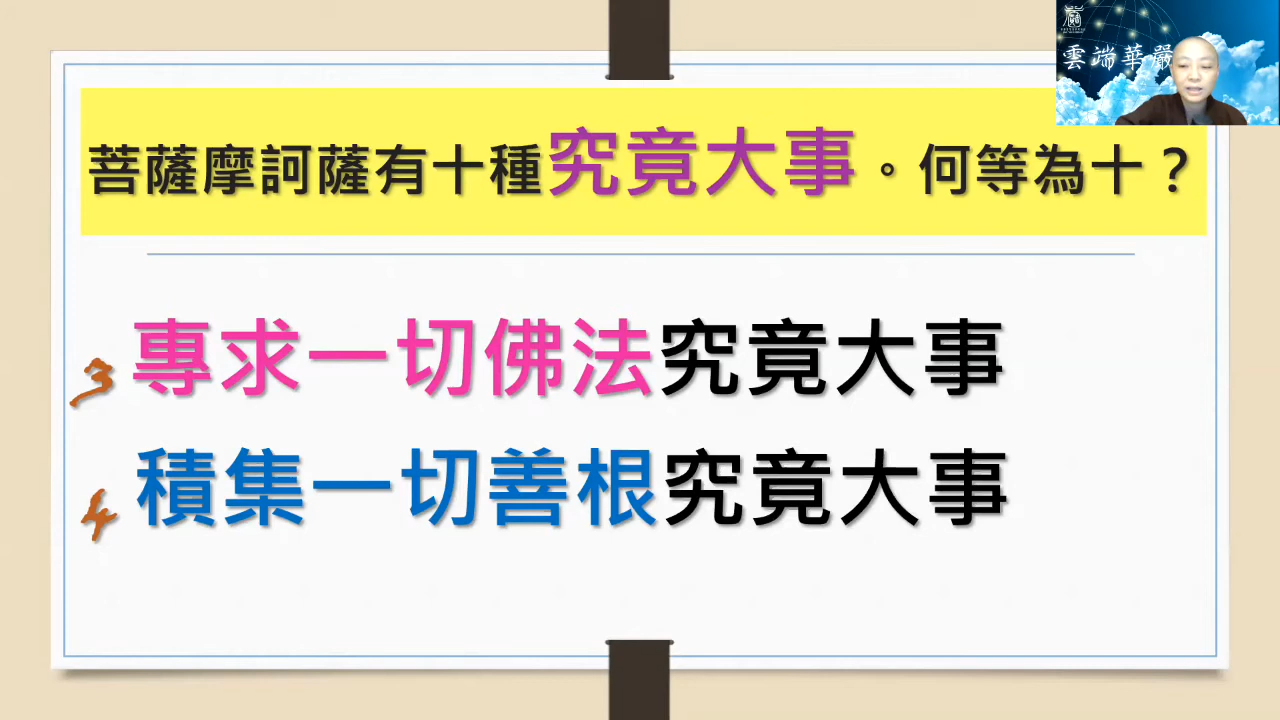 雲端華嚴
菩薩摩訶薩有十種究竟大事。何等為十？
3 專求一切佛法究竟大事
4 積集一切善根究竟大事